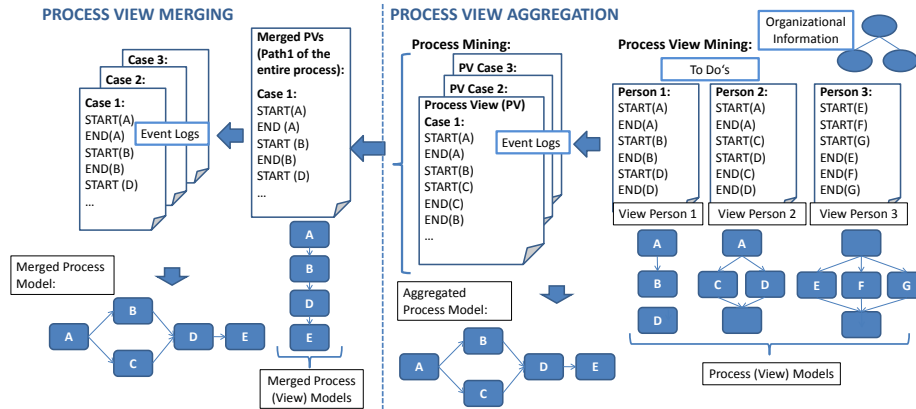 PROCESS VIEW MERGING
Case 3:
Case 2:
Case 1:
START(A)
END(A)
START(B)
END(B)
START (D)
...
Event Logs
Merged PVs
(Path1 of the
entire process):
Case 1:
START(A)
END (A)
START (B)
END(B)
START (D)
...
Merged Process
Model:
A
B
C
D
E
A
B
D
E
Merged Process
(View) Models
PROCESS VIEW AGGREGATION
Process Mining:
PV Case 3:
PV Case 2:
Process View (PV)
Case 1:
START(A)
END(A)
START(B)
START(C)
END(C)
END(B)
...
Event Logs
Aggregated
Process Model:
A
B
C
D
E
Process View Mining:
Organizational
Information
To Do's
Person 1:
START(A)
END(A)
START(B)
END(B)
START(D)
END(D)
Person 2:
START(A)
END(A)
START(C)
START(D)
END(C)
END(D)
Person 3:
START(E)
START(F)
START(G)
END(E)
END(F)
END(G)
View Person 1
View Person 2
View Person 3
A
B
D
A
C
D
E
F
G
Process (View) Models